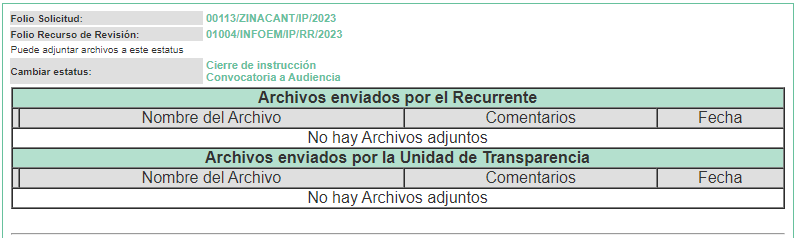 Folio Solicitud: 00113/ZINACANT/IP/2023
Folio Recurso de Revisión: 01004/INFOEM/IP/RR/2023
Puede adjuntar archivos a este estatus
Cambiar estatus: Cierre de instrucción
Convocatoria a Audiencia
Archivos enviados por el Recurrente
Nombre del Archivo Comentarios Fecha
No hay Archivos adjuntos
Archivos enviados por la Unidad de Transparencia
Nombre del Archivo Comentarios Fecha
No hay Archivos adjuntos